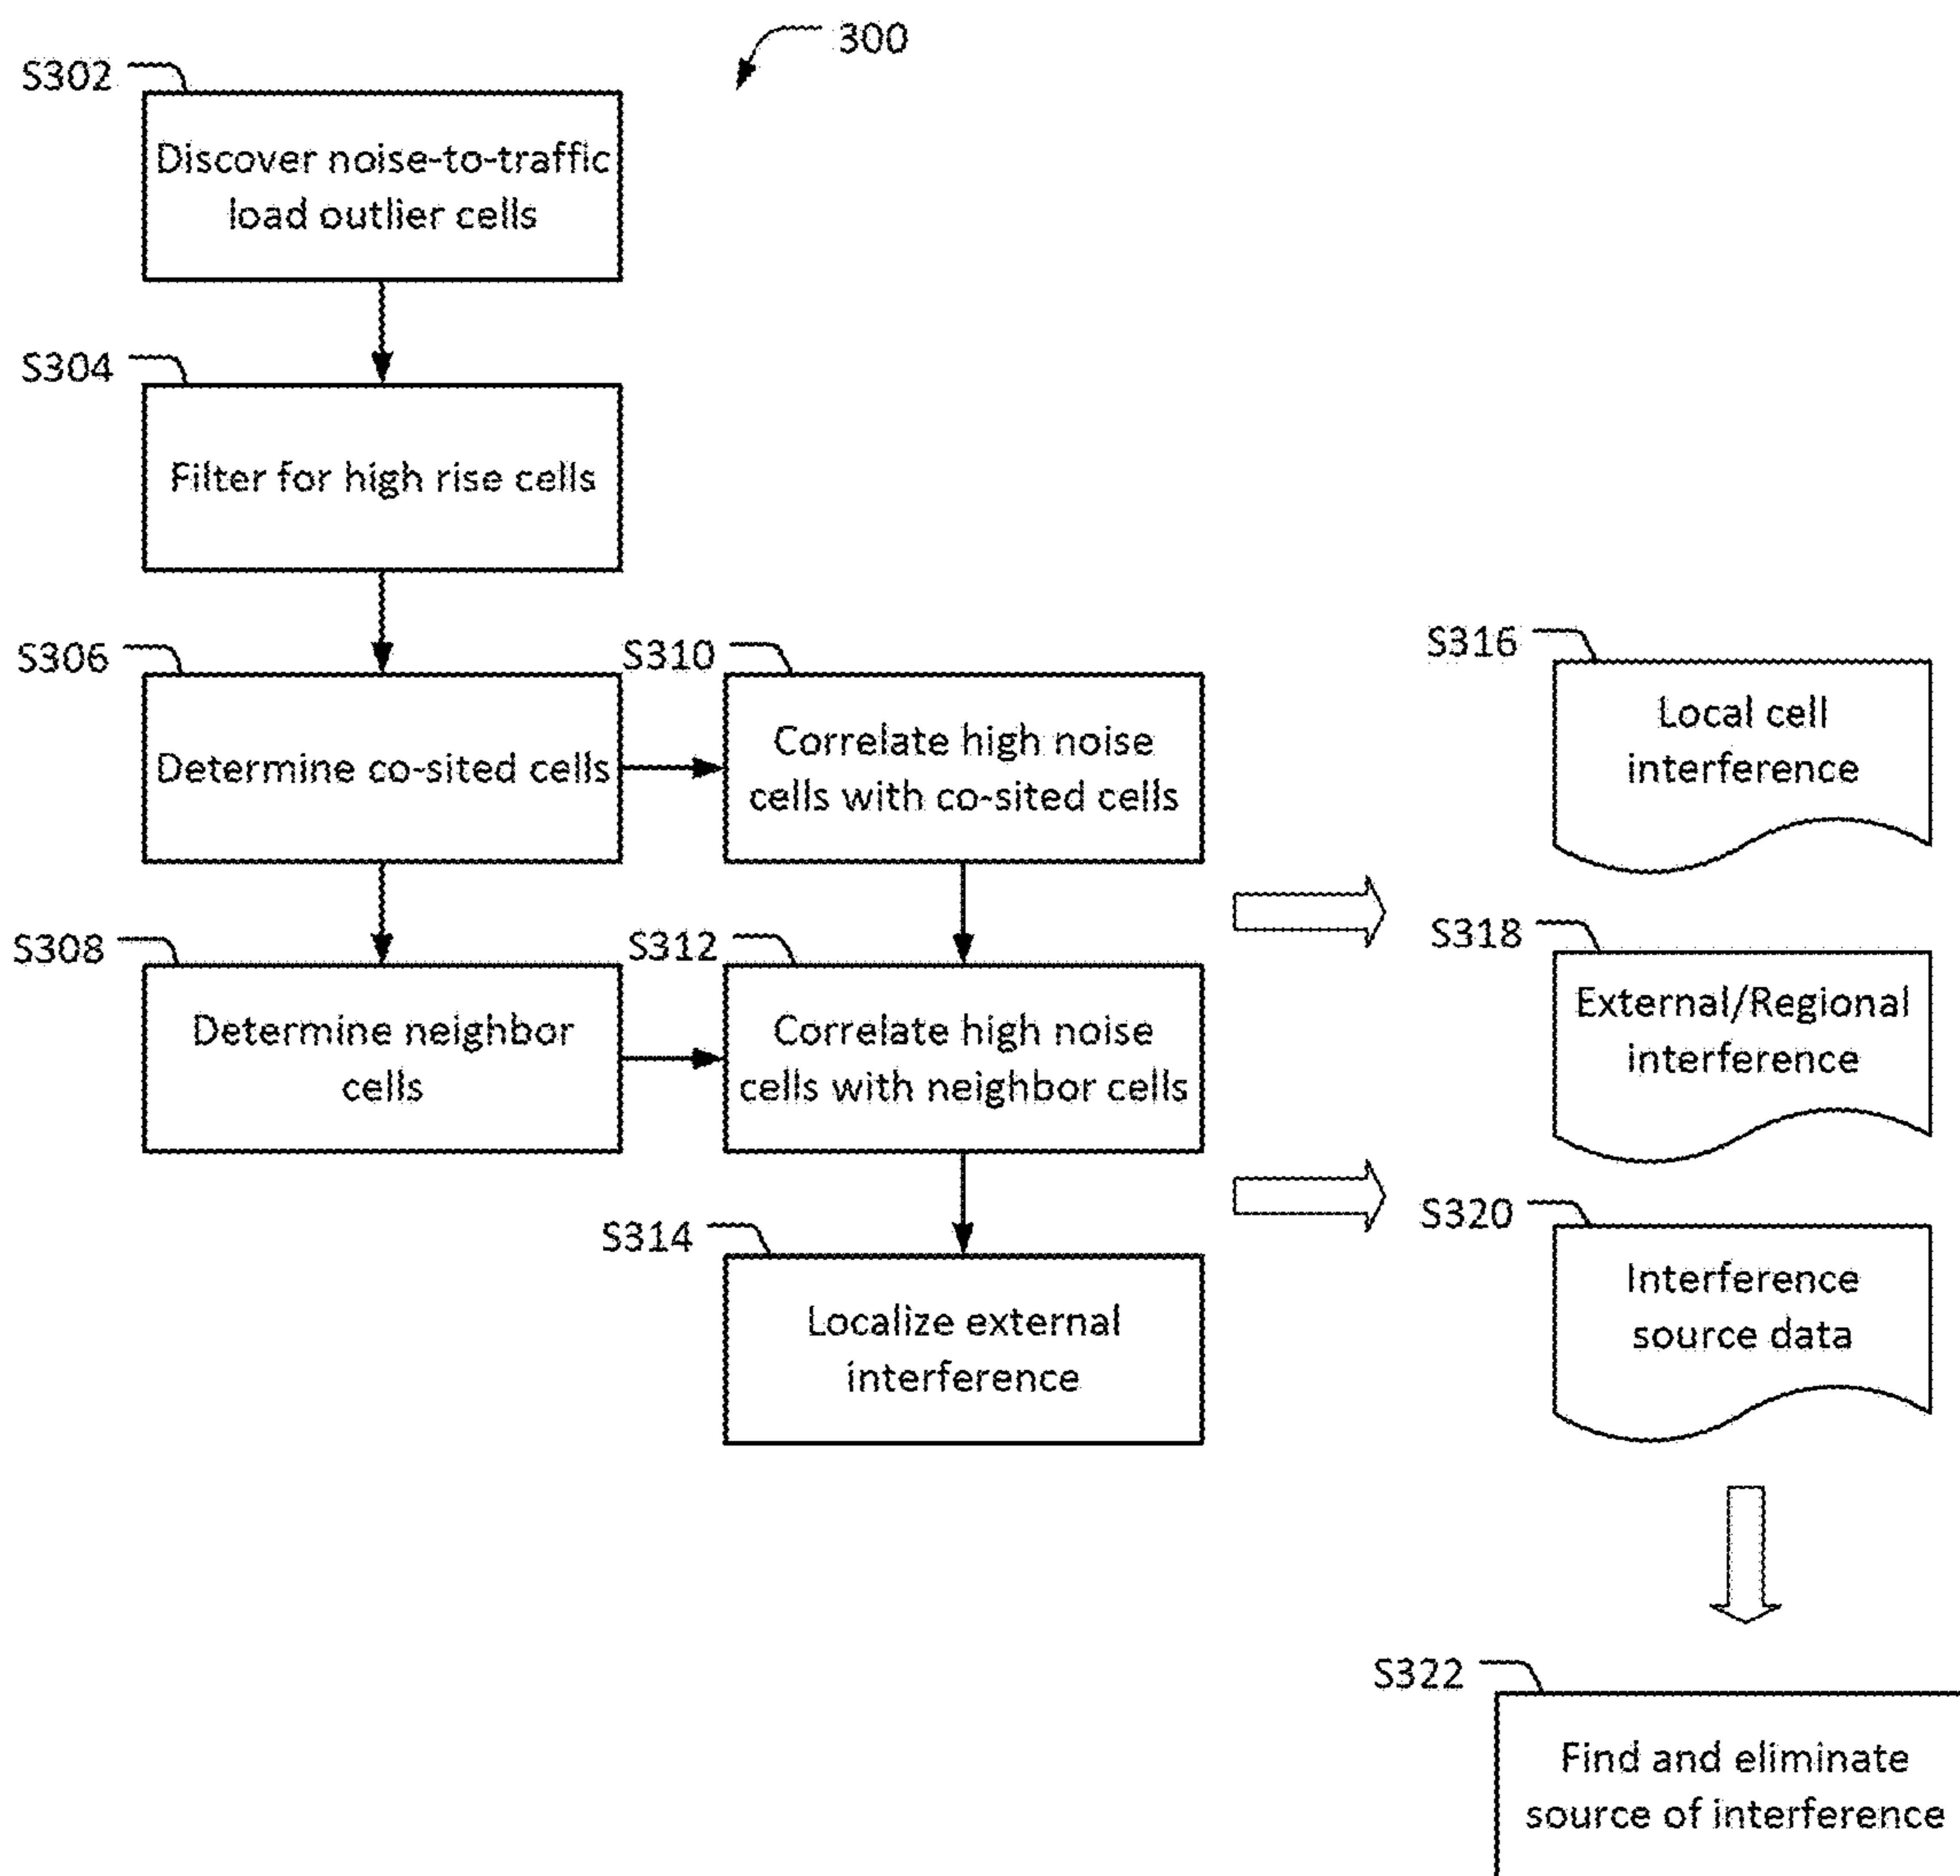 300
S302
Discover noise-to-traffic
load outlier cells
S304
Filter for high rise cells
S306
Determine co-sited cells
S310
Correlate high noise
cells with co-sited cells
S316
Local cell
interference
S308
Determine neighbor
cells
S312
Correlate high noise
cells with neighbor cells
S318
External/Regional
interference
S314
Localize external
interference
S320
Interference
source data
S322
Find and eliminate
source of interference